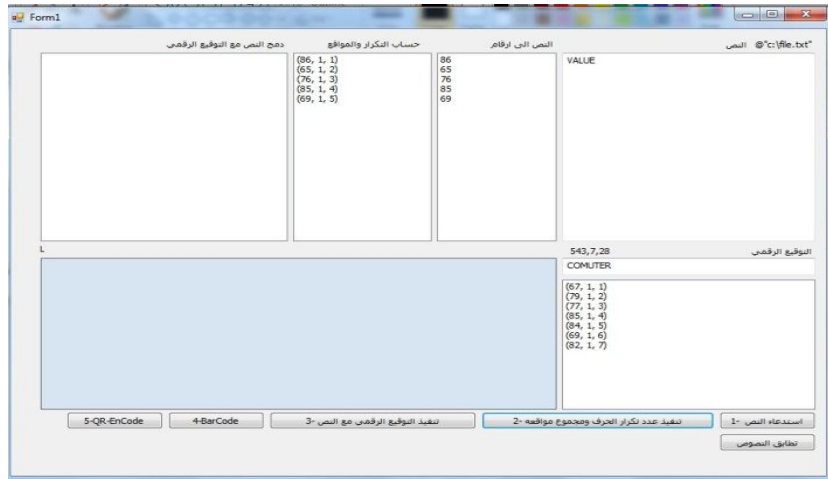 Form1
"c:\file.txt"@ النص
النص الى ارقام
حساب التكرار والمواقع
دمج النص مع التوقيع الرقمي
VALUE
86
65
76
85
69
(86, 1, 1)
(65, 1, 2)
(76, 1, 3)
(85, 1, 4)
(69, 1, 5)
التوقيع الرقمي
543,7,28
L
COMUTER
(67, 1, 1)
(79, 1, 2)
(77, 1, 3)
(85, 1, 4)
(84, 1, 5)
(69, 1, 6)
(82, 1, 7)
استدعاء النص -1
تنفيذ عدد تكرار الحرف ومجموع مواقعه -2
تنفيذ التوقيع الرقمي مع النص -3
4-BarCode
5-QR-EnCode
تطابق النصوص